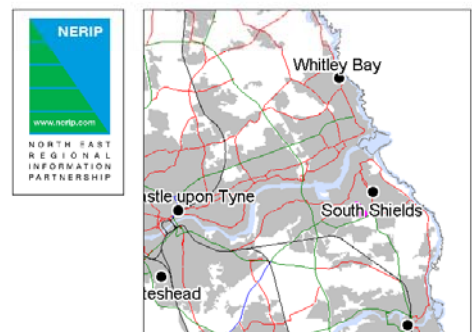 NERIP
www.nerip.com
NORTH EAST
REGIONAL
INFORMATION
PARTNERSHIP
Whitley Bay
astle upon Tyne
South Shields
teshead